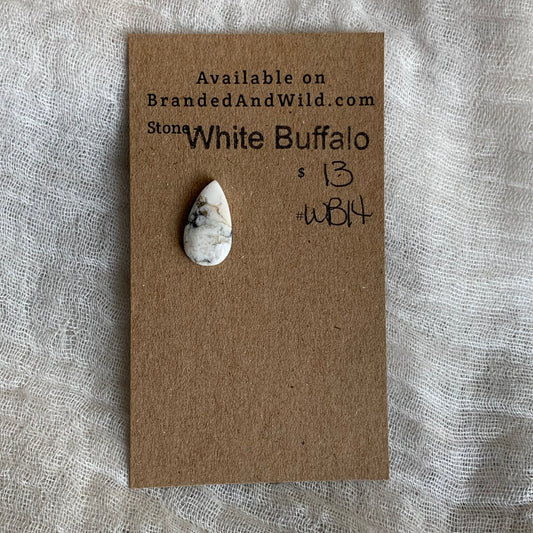 Available on
BrandedAndWild.com
Stone White Buffalo
$ 13
#WB14